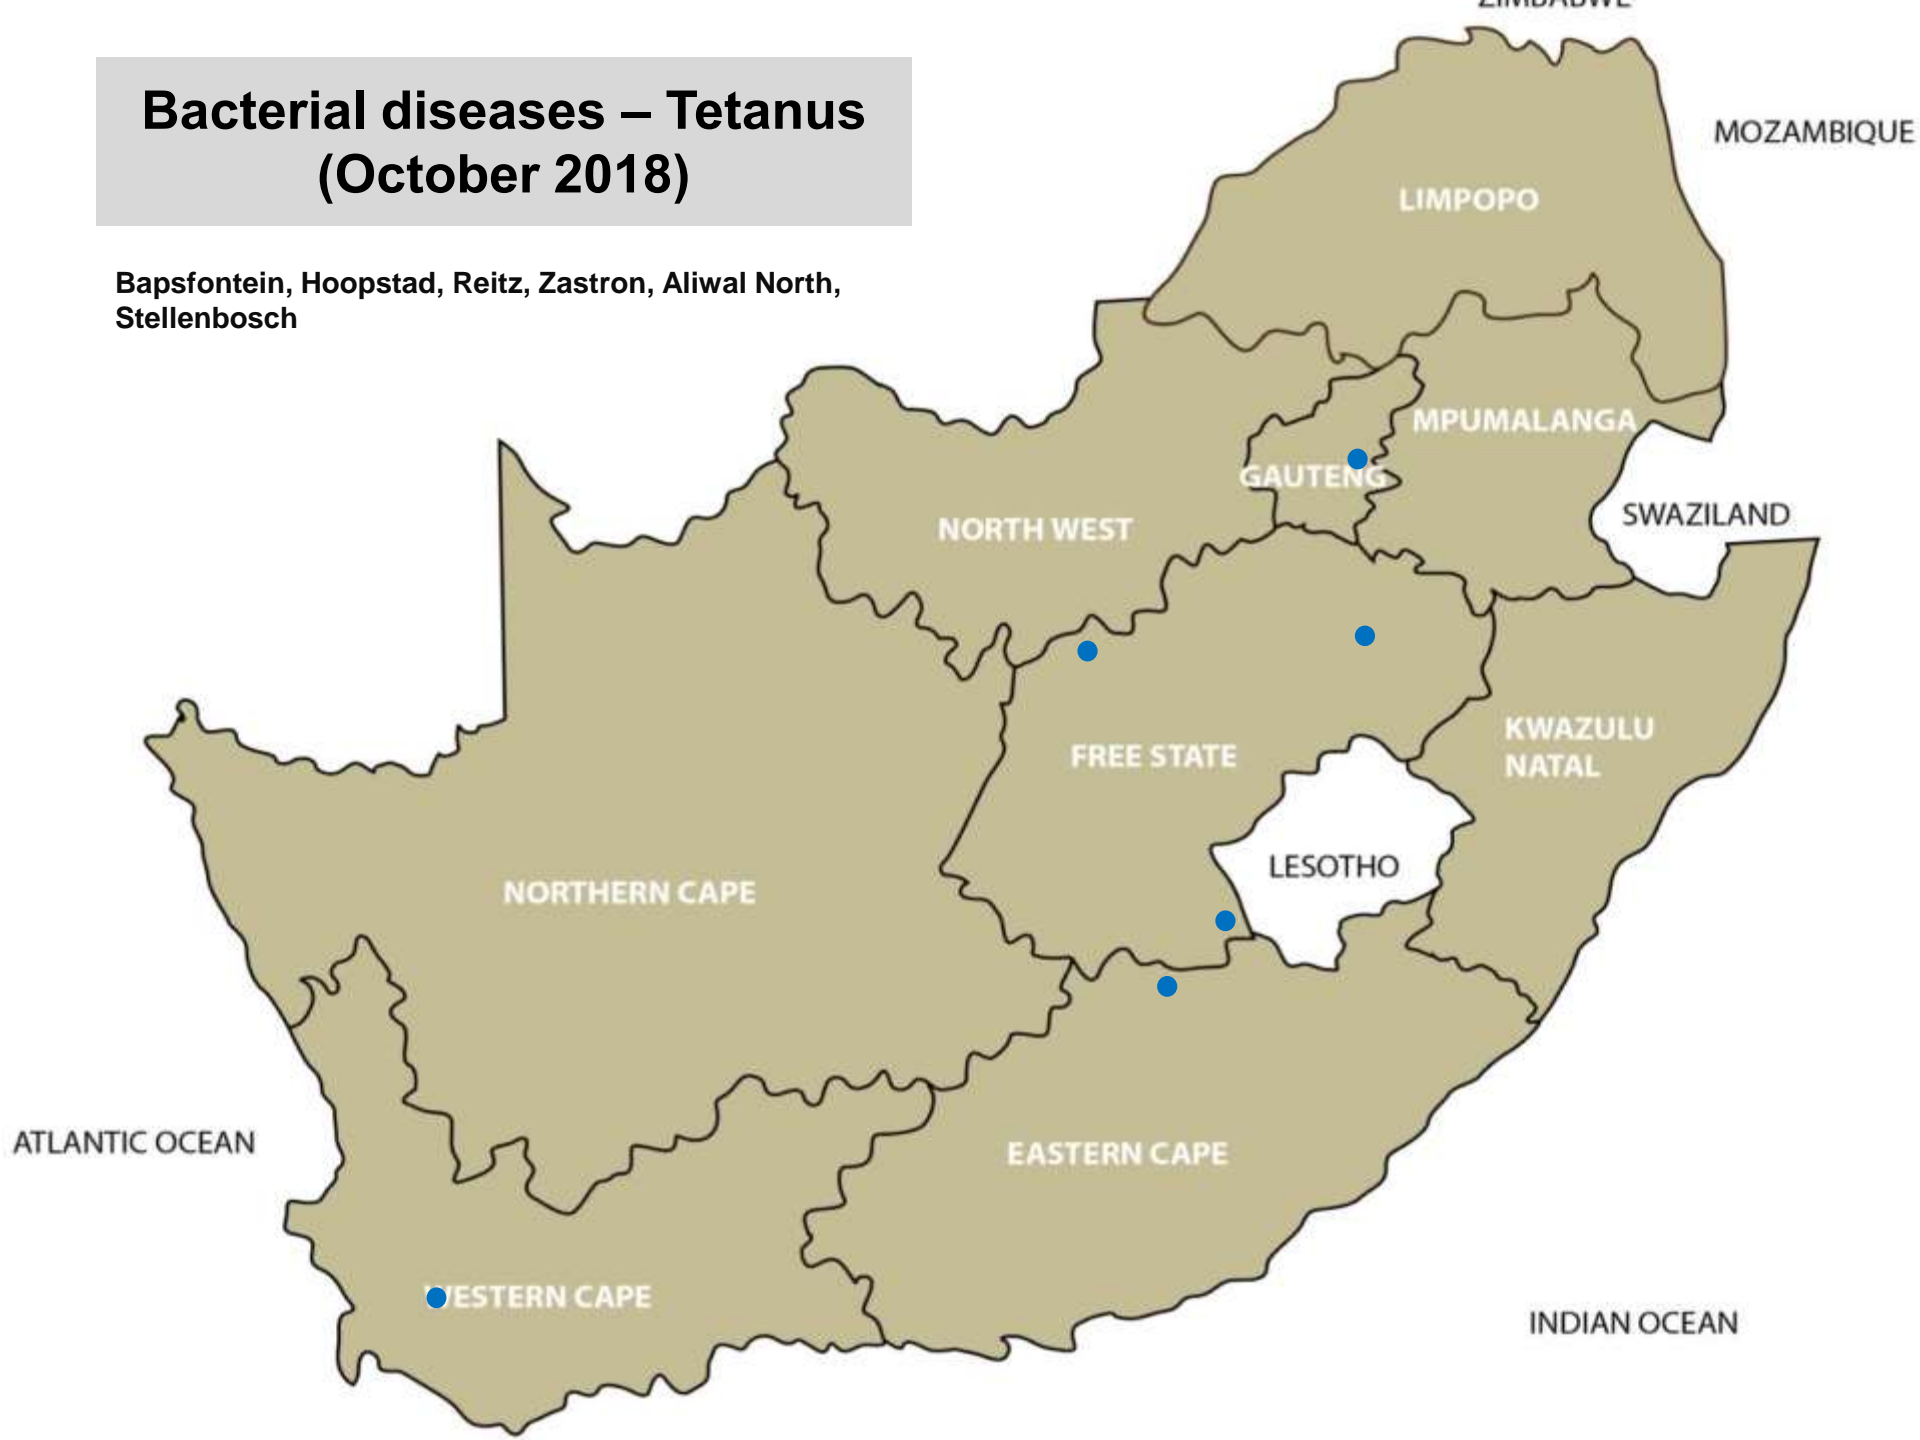 ZIMBABWE
Bacterial diseases – Tetanus
(October 2018)
MOZAMBIQUE
LIMPOPO
Bapsfontein, Hoopstad, Reitz, Zastron, Aliwal North,
Stellenbosch
MPUMALANGA
GAUTENG
SWAZILAND
NORTH WEST
KWAZULU
NATAL
FREE STATE
LESOTHO
NORTHERN CAPE
ATLANTIC OCEAN
EASTERN CAPE
WESTERN CAPE
INDIAN OCEAN